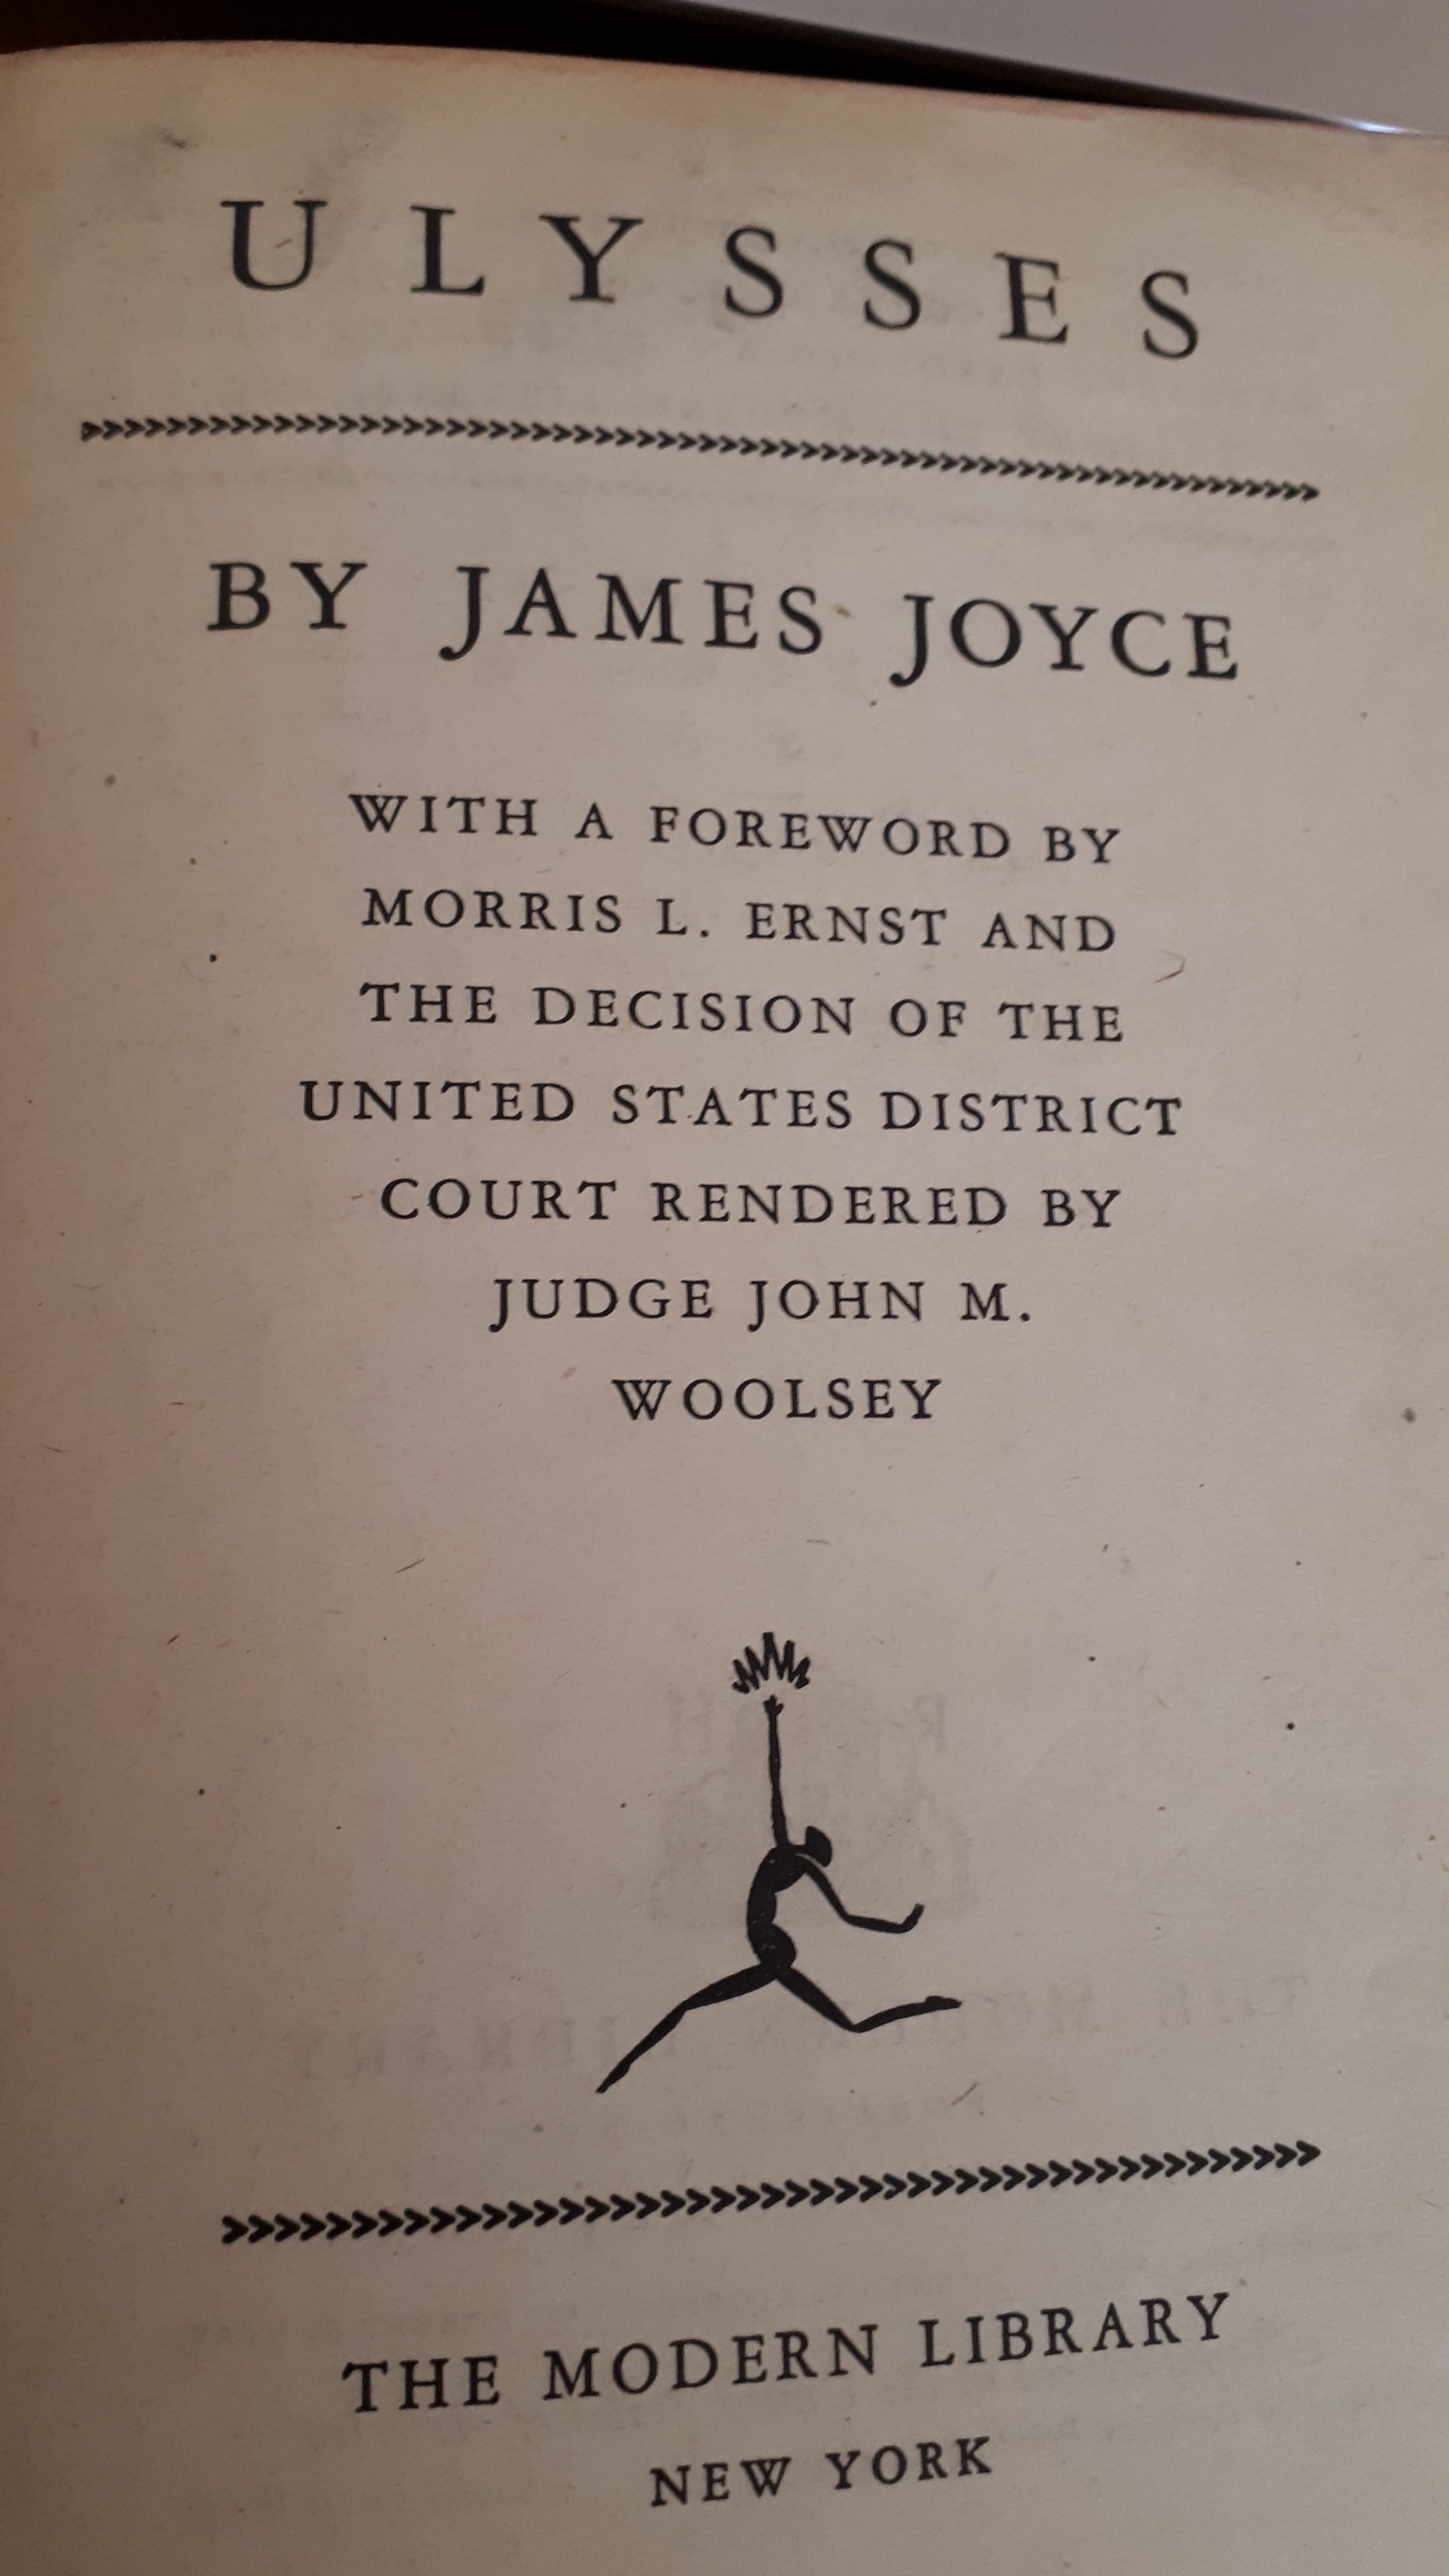 ULYSSES
BY JAMES JOYCE
WITH A FOREWORD BY
MORRIS L. ERNST AND
THE DECISION OF THE
UNITED STATES DISTRICT
COURT RENDERED BY
JUDGE JOHN M.
WOOLSEY
THE MODERN LIBRARY
NEW YORK